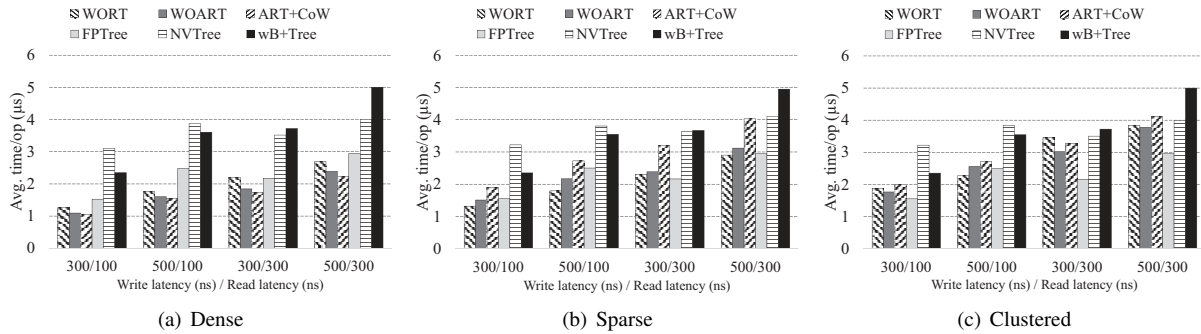 WORT WOART ART+CoW
FPTree NVTree wB+Tree
6
5
4
3
2
1
0
Avg. time/op (µs)
300/100 500/100 300/300 500/300
Write latency (ns) / Read latency (ns)
(a) Dense
WORT WOART ART+CoW
FPTree NVTree wB+Tree
6
5
4
3
2
1
0
Avg. time/op (µs)
300/100 500/100 300/300 500/300
Write latency (ns) / Read latency (ns)
(b) Sparse
WORT WOART ART+CoW
FPTree NVTree wB+Tree
6
5
4
3
2
1
0
Avg. time/op (µs)
300/100 500/100 300/300 500/300
Write latency (ns) / Read latency (ns)
(c) Clustered